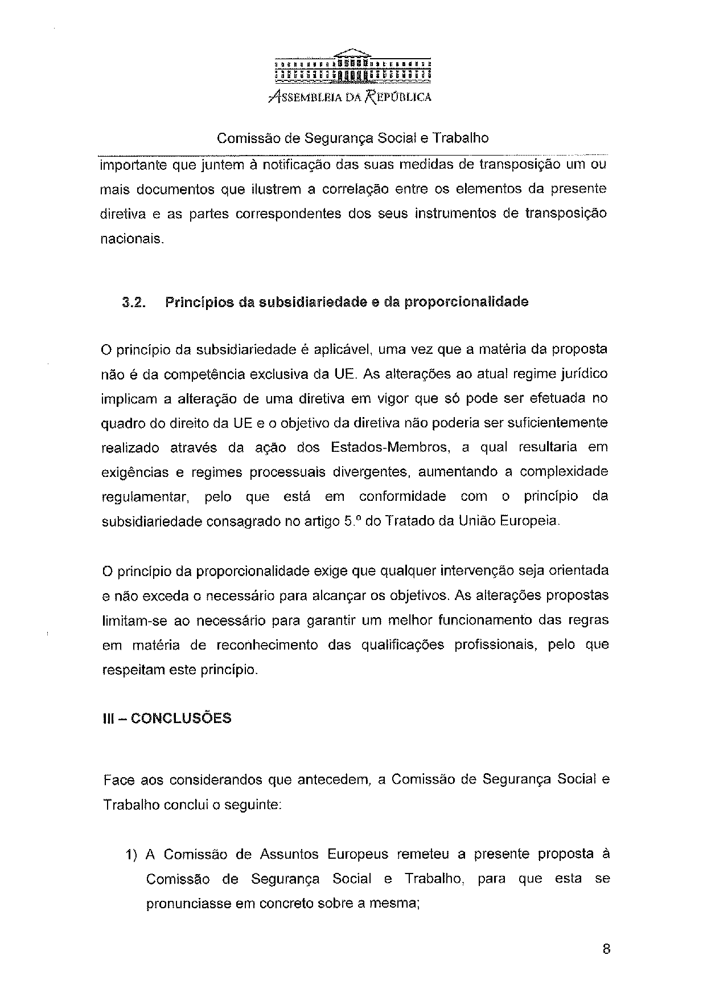 ASSEMBLEIA DA REPÚBLICA
Comissão de Segurança Social e Trabalho
importante que juntem à notificação das suas medidas de transposição um ou
mais documentos que ilustrem a correlação entre os elementos da presente
diretiva e as partes correspondentes dos seus instrumentos de transposição
nacionais.
3.2. Princípios da subsidiariedade e da proporcionalidade
O princípio da subsidiariedade é aplicável, uma vez que a matéria da proposta
não é da competência exclusiva da UE. As alterações ao atual regime jurídico
implicam a alteração de uma diretiva em vigor que só pode ser efetuada no
quadro do direito da UE e o objetivo da diretiva não poderia ser suficientemente
realizado através da ação dos Estados-Membros, a qual resultaria em
exigências e regimes processuais divergentes, aumentando a complexidade
regulamentar, pelo que está em conformidade com o princípio da
subsidiariedade consagrado no artigo 5.º do Tratado da União Europeia.
O princípio da proporcionalidade exige que qualquer intervenção seja orientada
e não exceda o necessário para alcançar os objetivos. As alterações propostas
limitam-se ao necessário para garantir um melhor funcionamento das regras
em matéria de reconhecimento das qualificações profissionais, pelo que
respeitam este princípio.
III – CONCLUSÕES
Face aos considerandos que antecedem, a Comissão de Segurança Social e
Trabalho conclui o seguinte:
1) A Comissão de Assuntos Europeus remeteu a presente proposta à
Comissão de Segurança Social e Trabalho, para que esta se
pronunciasse em concreto sobre a mesma;
8